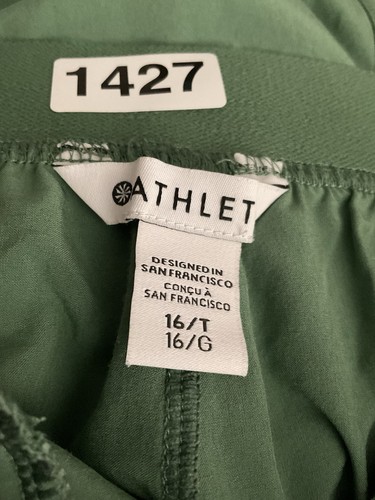 1427
ATHLET
DESIGNED IN
SAN FRANCISCO
CONÇU À
SAN FRANCISCO
16/T
16/G